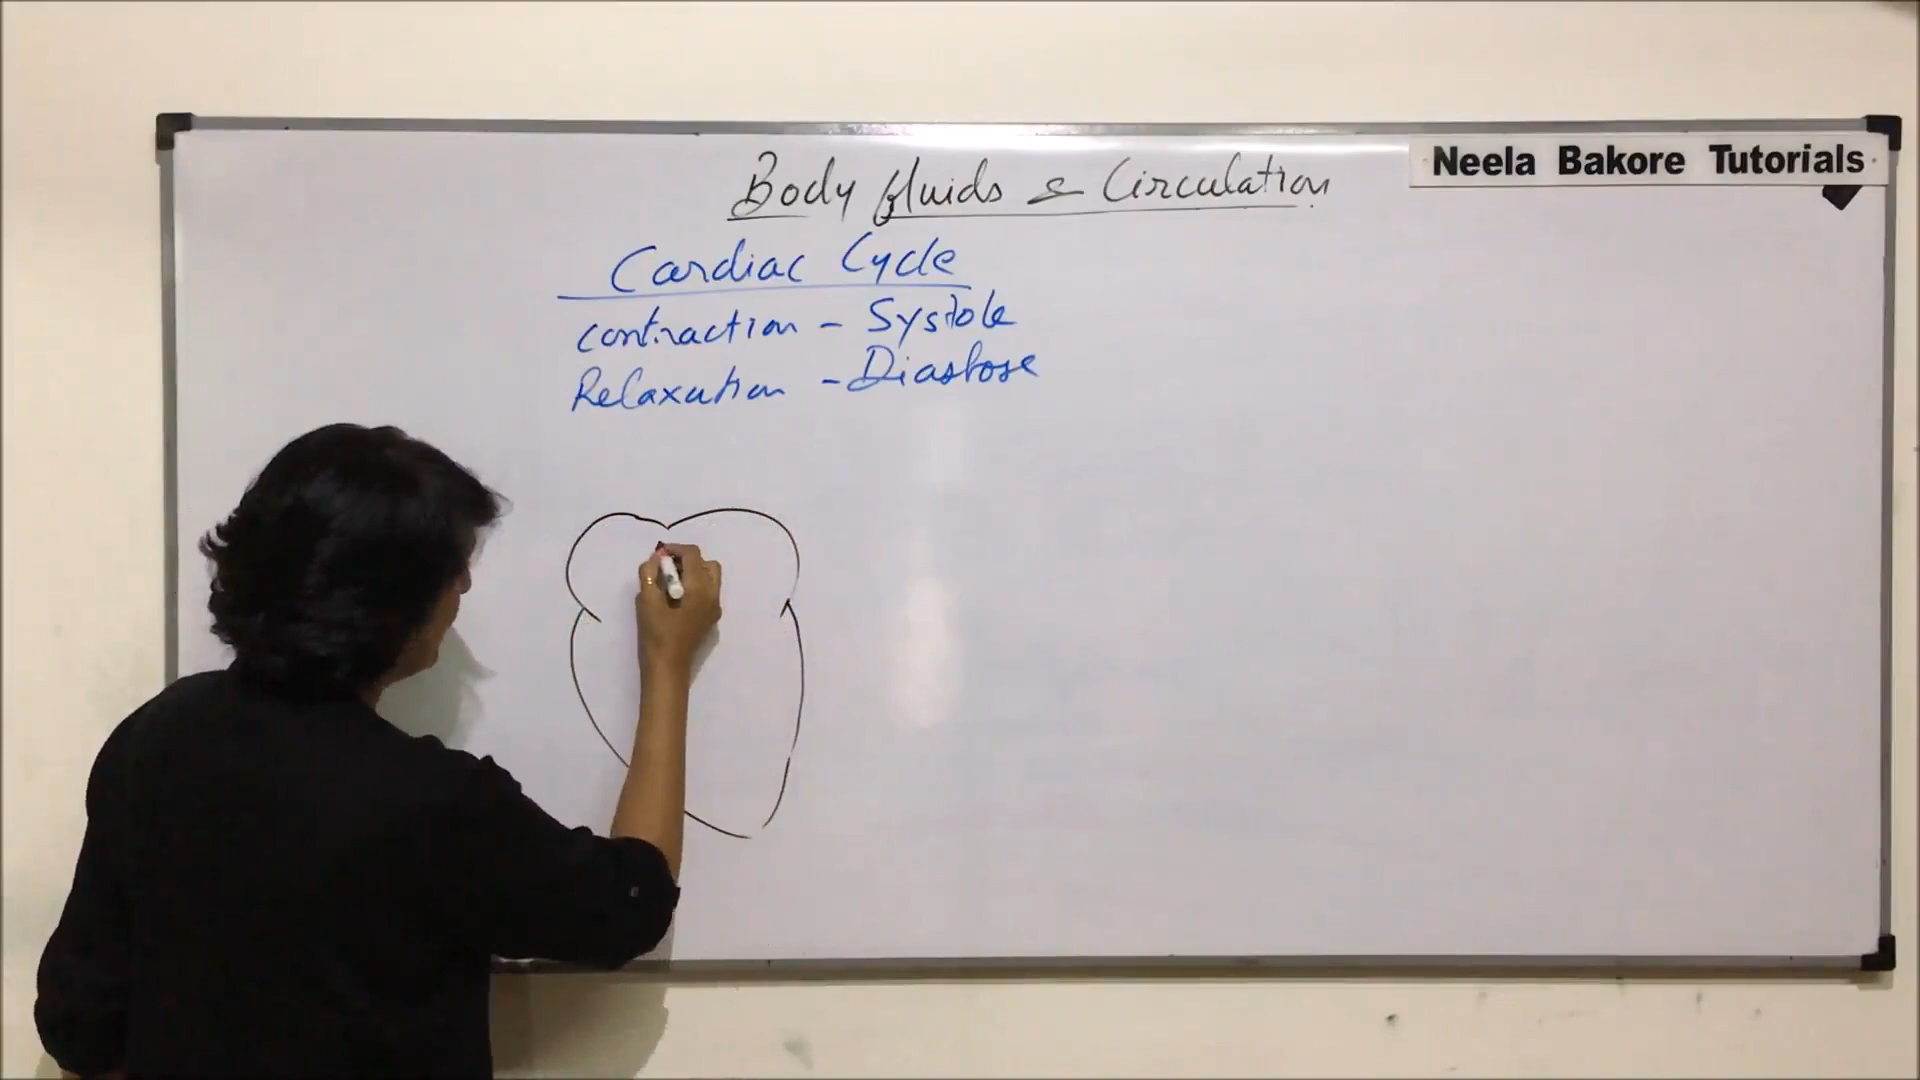 Neela Bakore Tutorials
Body fluids & Circulation
Cardiac Cycle
contraction - Systole
Relaxation - Diastose